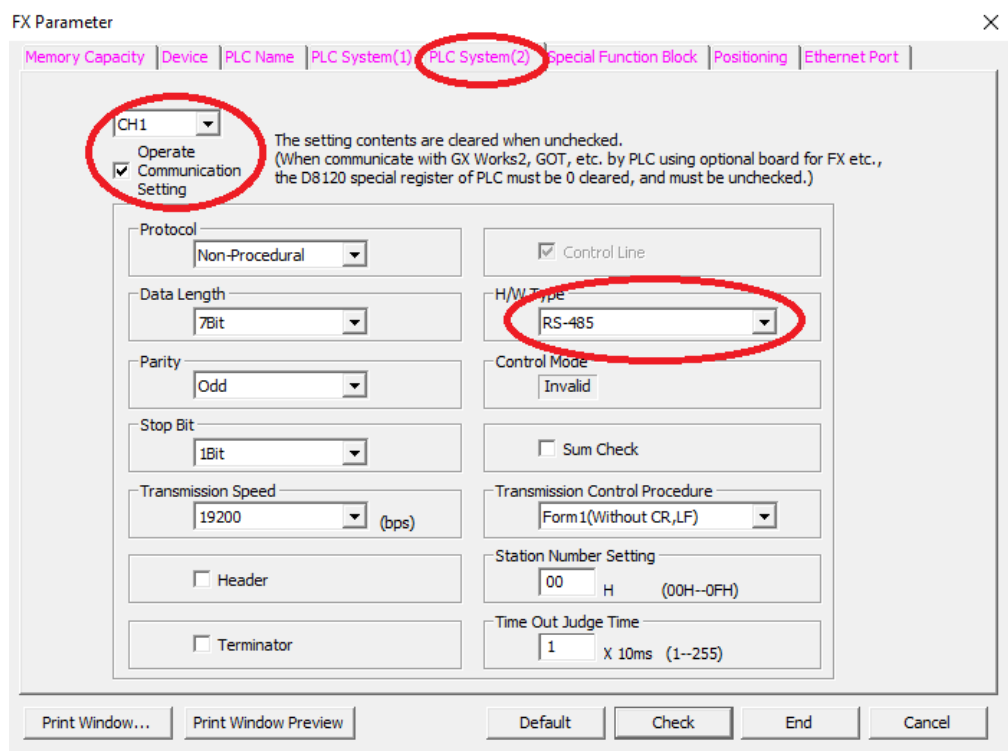 FX Parameter
Memory Capacity Device PLC Name PLC System(1) PLC System(2) Special Function Block Positioning Ethernet Port
CH1
Operate
Communication
Setting
The setting contents are cleared when unchecked.
(When communicate with GX Works2, GOT, etc. by PLC using optional board for FX etc.,
the D8120 special register of PLC must be 0 cleared, and must be unchecked.)
Protocol
Non-Procedural
Control Line
Data Length
7Bit
H/W Type
RS-485
Parity
Odd
Control Mode
Invalid
Stop Bit
1Bit
Sum Check
Transmission Speed
19200 (bps)
Transmission Control Procedure
Form1(Without CR,LF)
Header
Station Number Setting
00 H (00H--0FH)
Terminator
Time Out Judge Time
1 X 10ms (1--255)
Print Window... Print Window Preview Default Check End Cancel